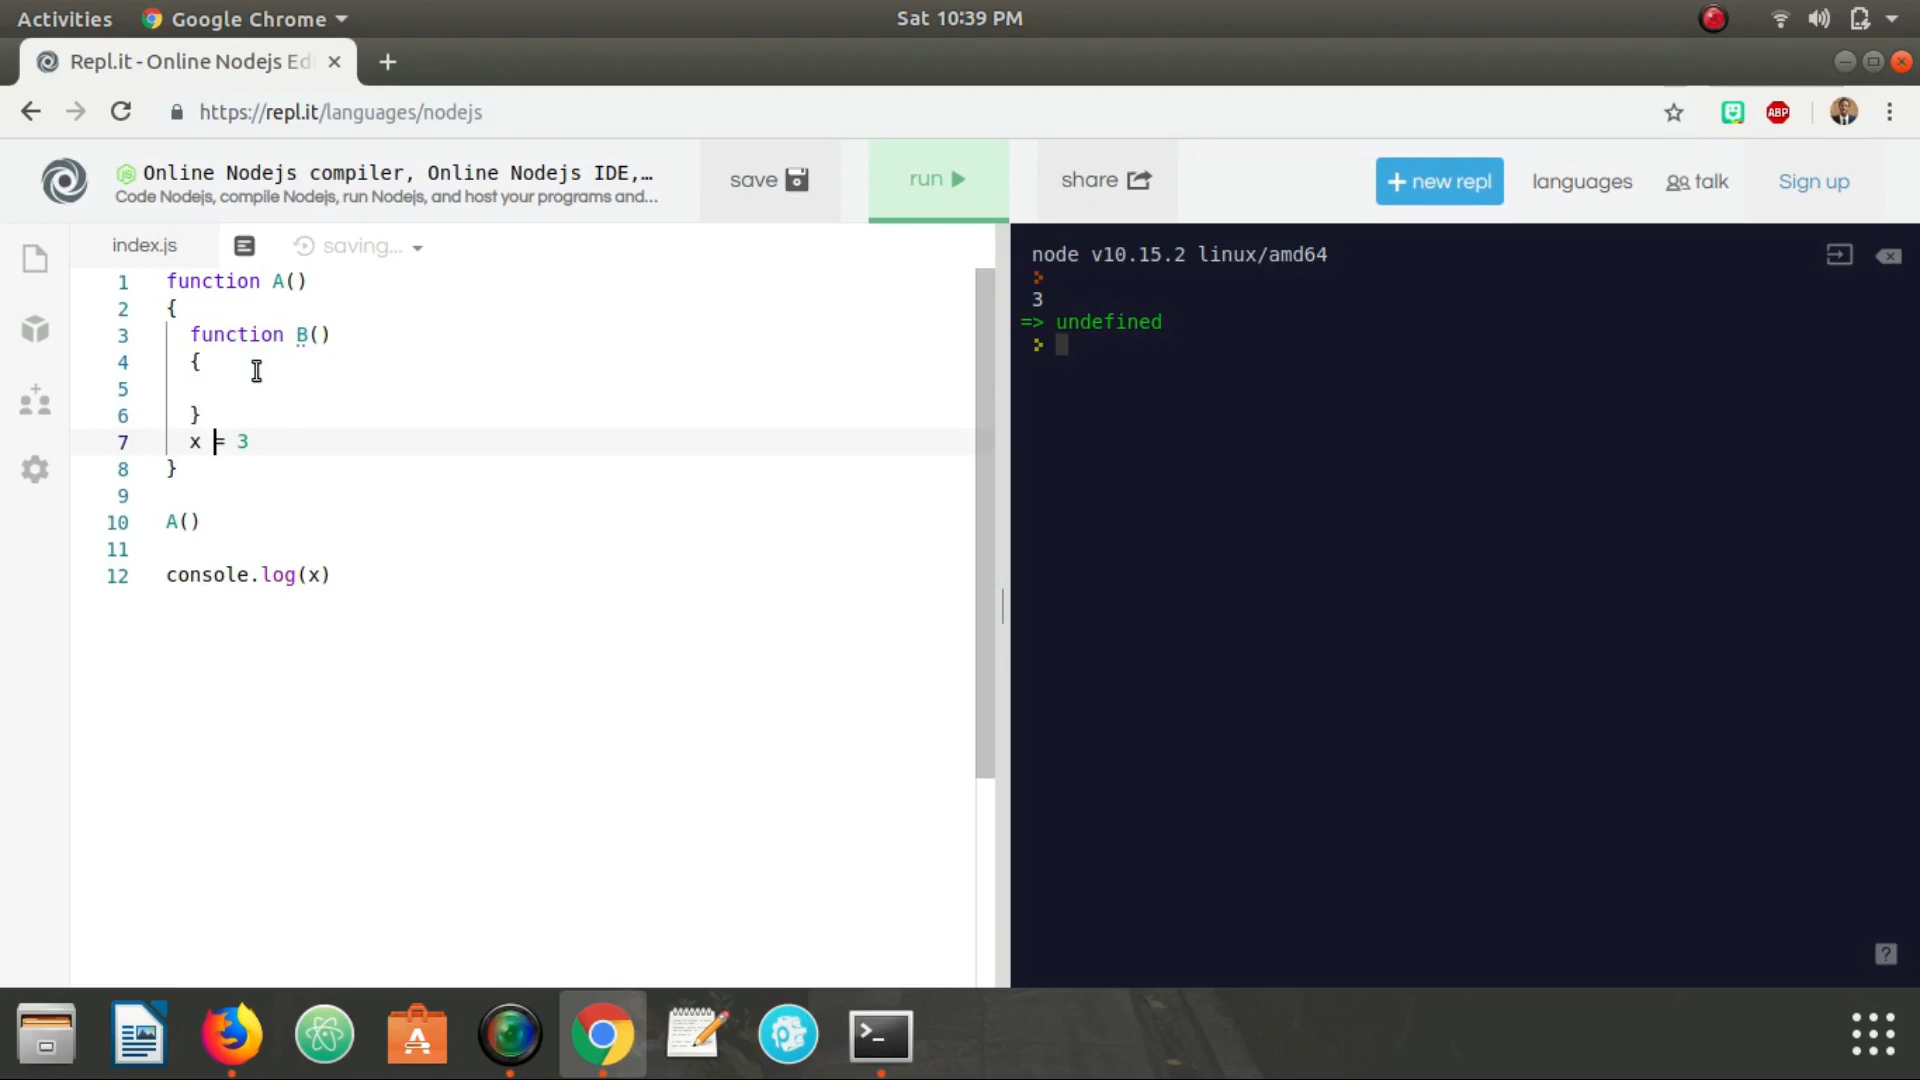 Activities Google Chrome Sat 10:39 PM
Repl.it - Online Nodejs Ed
https://repl.it/languages/nodejs ABP
Online Nodejs compiler, Online Nodejs IDE,...
Code Nodejs, compile Nodejs, run Nodejs, and host your programs and...
save run share + new repl languages talk Sign up
index.js saving...
1 function A()
2 {
3 function B()
4 {
5
6 }
7 x = 3
8 }
9
10 A()
11
12 console.log(x)
node v10.15.2 linux/amd64
3
=> undefined
?